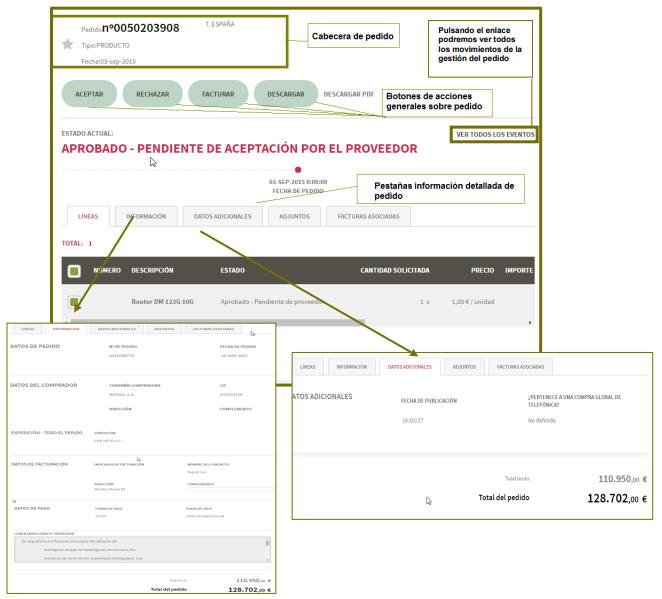 Pedido nº0050203908
T. ESPAÑA
Tipo:PRODUCTO
Fecha:03-sep-2015
Cabecera de pedido
Pulsando el enlace
podremos ver todos
los movimientos de la
gestión del pedido
ACEPTAR RECHAZAR FACTURAR DESCARGAR DESCARGAR PDF
Botones de acciones
generales sobre pedido
ESTADO ACTUAL:
VER TODOS LOS EVENTOS
APROBADO - PENDIENTE DE ACEPTACIÓN POR EL PROVEEDOR
03-SEP-2015 0:00:00
FECHA DE PEDIDO
Pestañas información detallada de
pedido
LÍNEAS INFORMACIÓN DATOS ADICIONALES ADJUNTOS FACTURAS ASOCIADAS
TOTAL: 1
NÚMERO DESCRIPCIÓN ESTADO CANTIDAD SOLICITADA PRECIO IMPORTE
Router DM 123G 10G Aprobado - Pendiente de proveedor 1 x 1,00 € / unidad
LÍNEAS INFORMACIÓN DATOS ADICIONALES ADJUNTOS FACTURAS ASOCIADAS
DATOS DE PEDIDO Nº DE PEDIDO FECHA DE PEDIDO
DATOS DEL COMPRADOR COMPAÑÍA COMPRADORA CIF
DIRECCIÓN COMPLEMENTO
EXPEDICIÓN - TODO EL PEDIDO EXPEDICIÓN
POR ARTICULO
DATOS DE FACTURACIÓN INDICADOR DE FACTURACIÓN NOMBRE DEL CONTACTO
DIRECCIÓN COMPLEMENTO
DATOS DE PAGO FORMA DE PAGO PLAZO DE PAGO
COMENTARIOS PARA EL PROVEEDOR
Total bruto 110.950,00 €
Total del pedido 128.702,00 €
LÍNEAS INFORMACIÓN DATOS ADICIONALES ADJUNTOS FACTURAS ASOCIADAS
DATOS ADICIONALES
FECHA DE PUBLICACIÓN
¿PERTENECE A UNA COMPRA GLOBAL DE
TELEFÓNICA?
16/03/17
No definido
Total bruto 110.950,00 €
Total del pedido 128.702,00 €